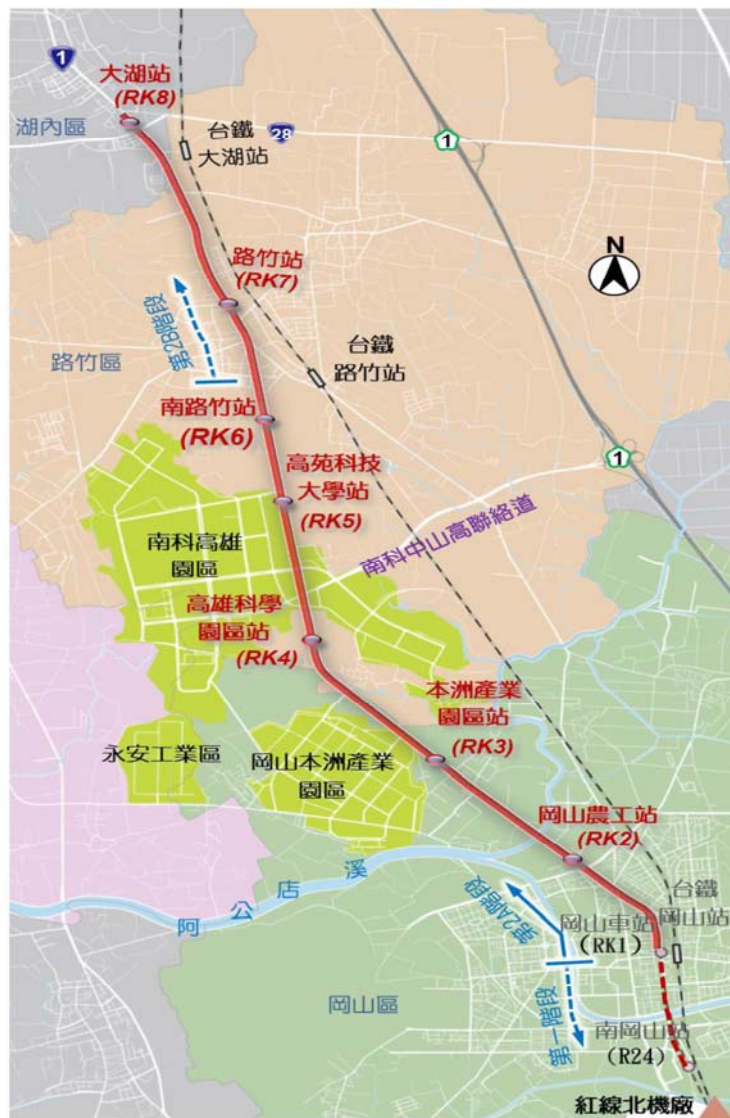 1
大湖站
(RK8)
湖內區
台鐵
大湖站
28
1
N
路竹站
(RK7)
第2B階段
路竹區
台鐵
路竹站
南路竹站
(RK6)
1
高苑科技
大學站
(RK5)
南科中山高聯絡道
南科高雄
園區
高雄科學
園區站
(RK4)
本洲產業
園區站
(RK3)
永安工業區
岡山本洲產業
園區
岡山農工站
(RK2)
阿公店溪
第2A階段
台鐵
岡山站
岡山車站
(RK1)
第一階段
岡山區
南岡山站
(R24)
紅線北機廠